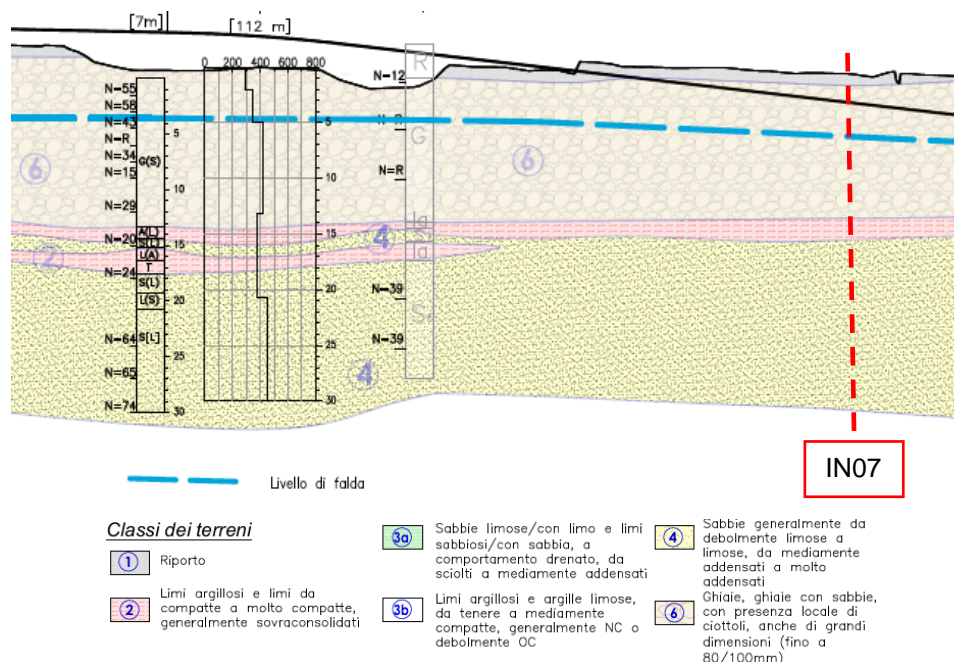 [7m]
[112 m]
0 200 400 600 800
R
N-12
N-55
N=58
N=43
5
5
N-R
G
N=34
G(S)
6
6
N=R
N=15
10
10
N=29
A(L)
N-20
S(L)
15
15
4
L(A)
2
T
N=24
S(L)
N-39
L(S)
20
20
N-64
S[L]
N-39
25
25
N=65
4
N=74
30
30
IN07
Livello di falda
Classi dei terreni
1 Riporto
2 Limi argillosi e limi da
compatte a molto compatte,
generalmente sovraconsolidati
3a Sabbie limose/con limo e limi
sabbiosi/con sabbia, a
comportamento drenato, da
sciolti a mediamente addensati
3b Limi argillosi e argille limose,
da tenere a mediamente
compatte, generalmente NC o
debolmente OC
4 Sabbie generalmente da
debolmente limose a
limose, da mediamente
addensati a molto
addensati
6 Ghiaie, ghiaie con sabbie,
con presenza locale di
ciottoli, anche di grandi
dimensioni (fino a
80/100mm)